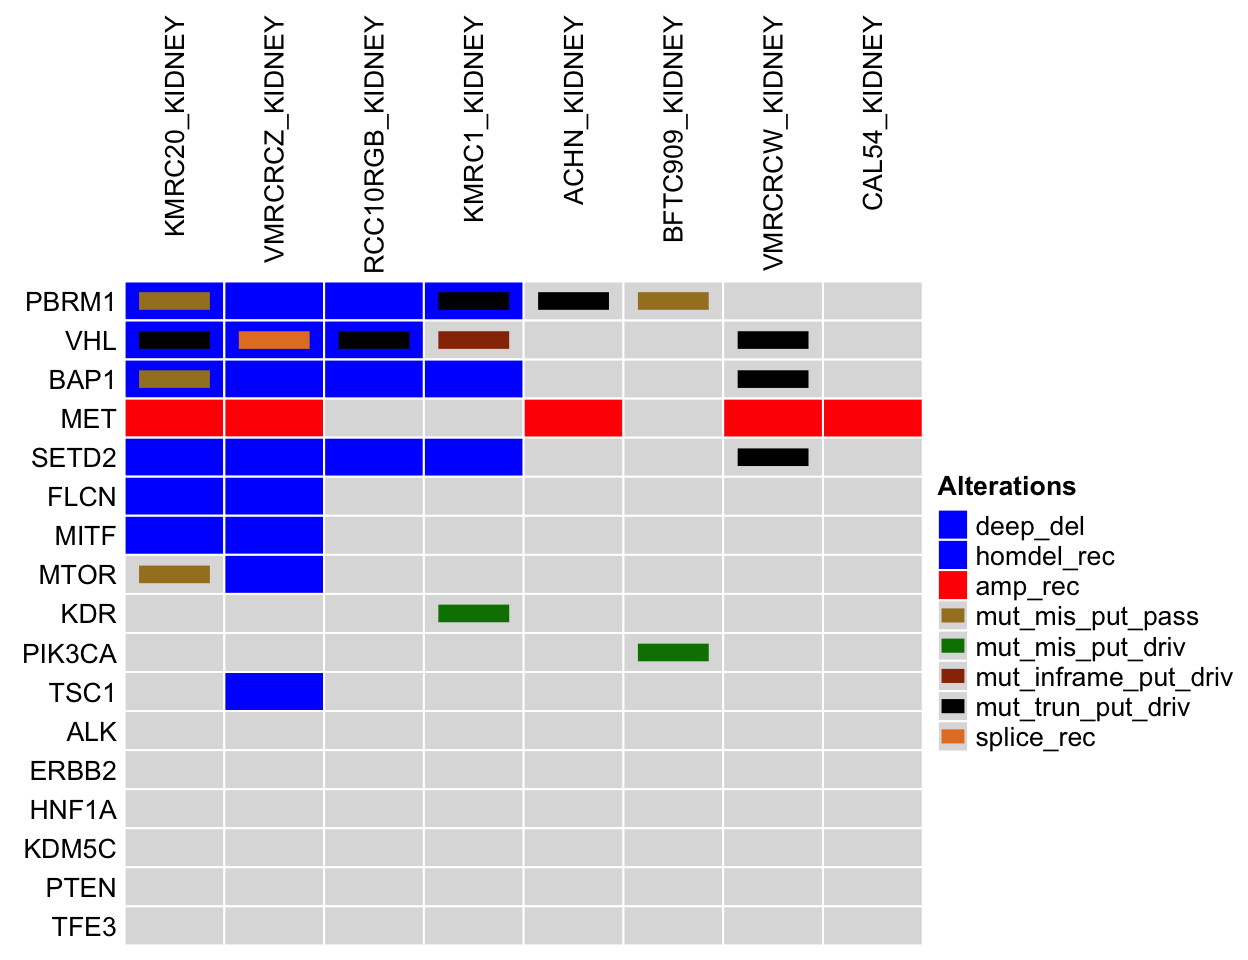 KMRC20_KIDNEY
VMRCRCZ_KIDNEY
RCC10RGB_KIDNEY
KMRC1_KIDNEY
ACHN_KIDNEY
BFTC909_KIDNEY
VMRCRCW_KIDNEY
CAL54_KIDNEY
PBRM1
VHL
BAP1
MET
SETD2
FLCN
MITF
MTOR
KDR
PIK3CA
TSC1
ALK
ERBB2
HNF1A
KDM5C
PTEN
TFE3
Alterations
deep_del
homdel_rec
amp_rec
mut_mis_put_pass
mut_mis_put_driv
mut_inframe_put_driv
mut_trun_put_driv
splice_rec